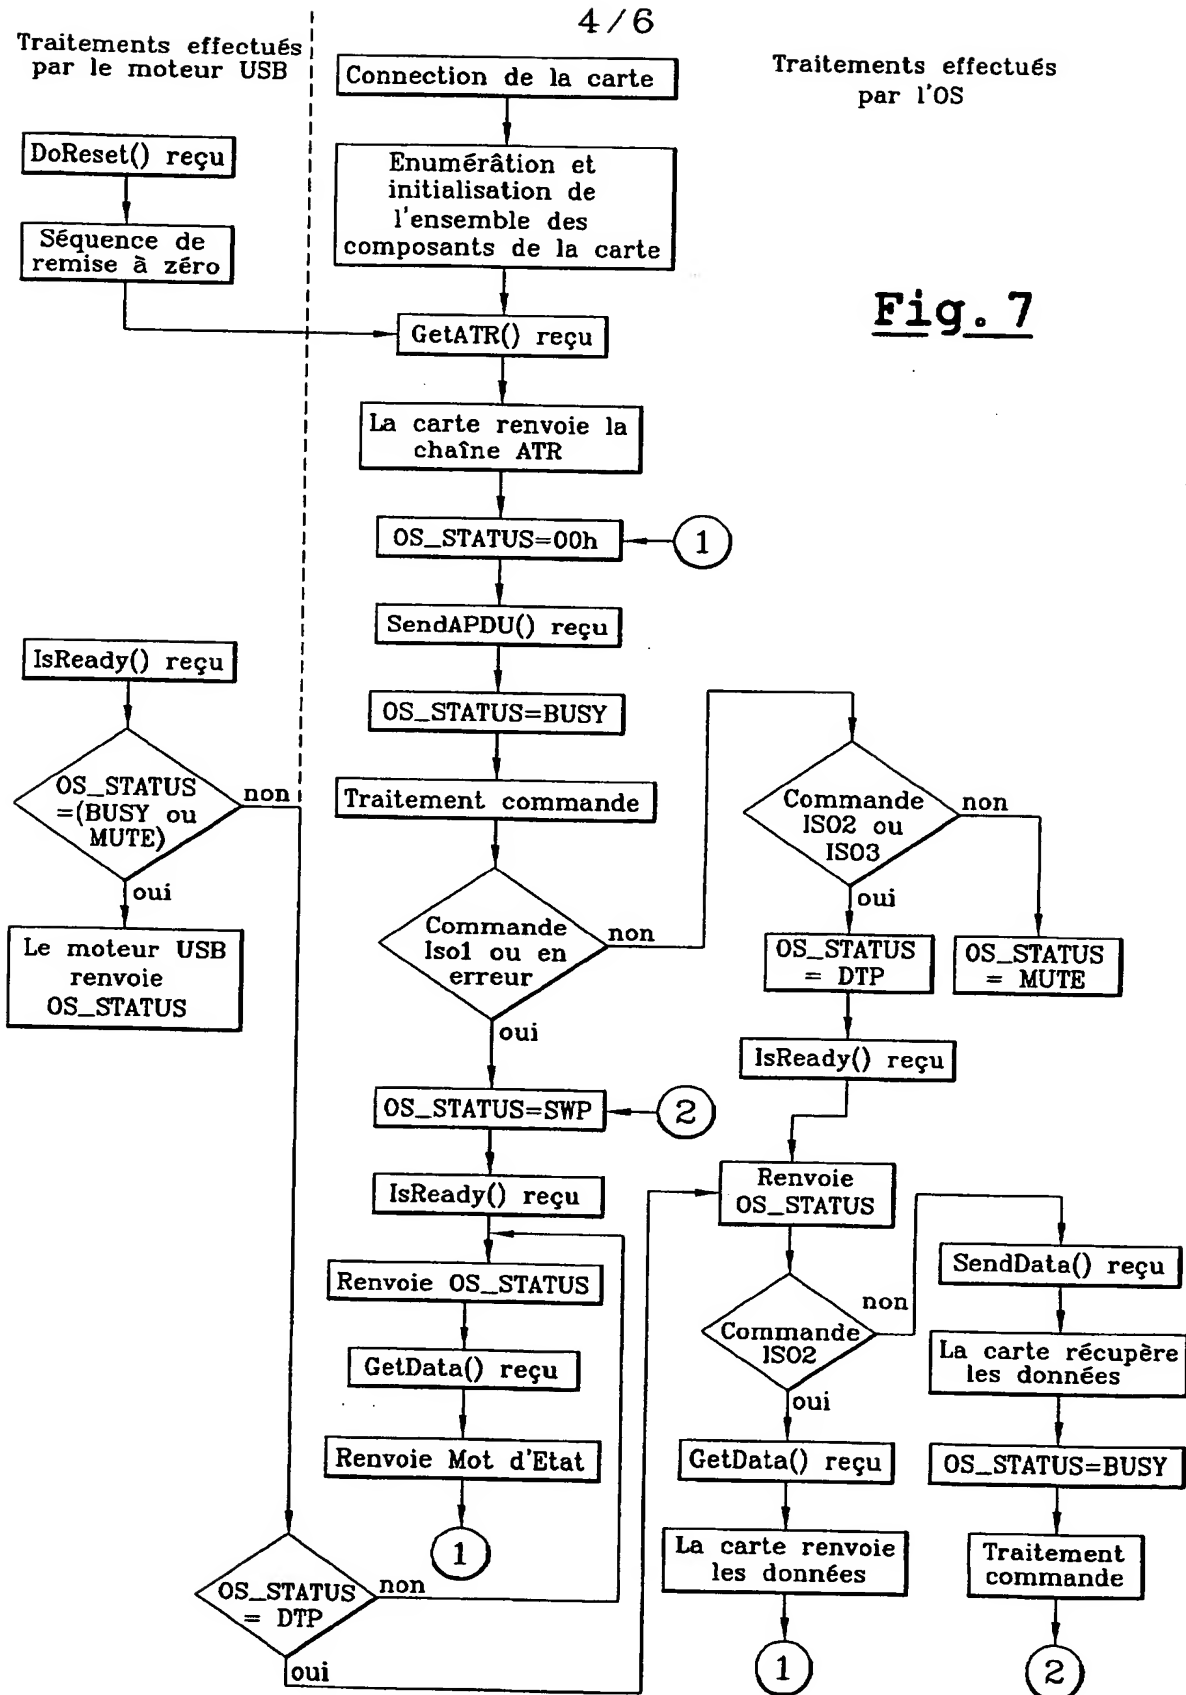 4/6
Traitements effectués
par le moteur USB
Traitements effectués
par l'OS
Connection de la carte
DoReset() reçu
Enumérâtion et
initialisation de
l'ensemble des
composants de la carte
Séquence de
remise à zéro
Fig. 7
GetATR() reçu
La carte renvoie la
chaîne ATR
OS_STATUS=00h
1
SendAPDU() reçu
IsReady() reçu
OS_STATUS=BUSY
OS_STATUS
=(BUSY ou
MUTE)
non
oui
Le moteur USB
renvoie
OS_STATUS
Traitement commande
Commande
Iso1 ou en
erreur
non
oui
Commande
ISO2 ou
ISO3
non
oui
OS_STATUS
= DTP
OS_STATUS
= MUTE
IsReady() reçu
OS_STATUS=SWP
2
IsReady() reçu
Renvoie
OS_STATUS
Renvoie OS_STATUS
SendData() reçu
non
Commande
ISO2
oui
La carte récupère
les données
GetData() reçu
Renvoie Mot d'Etat
GetData() reçu
OS_STATUS=BUSY
1
La carte renvoie
les données
Traitement
commande
OS_STATUS
= DTP
non
oui
1
2